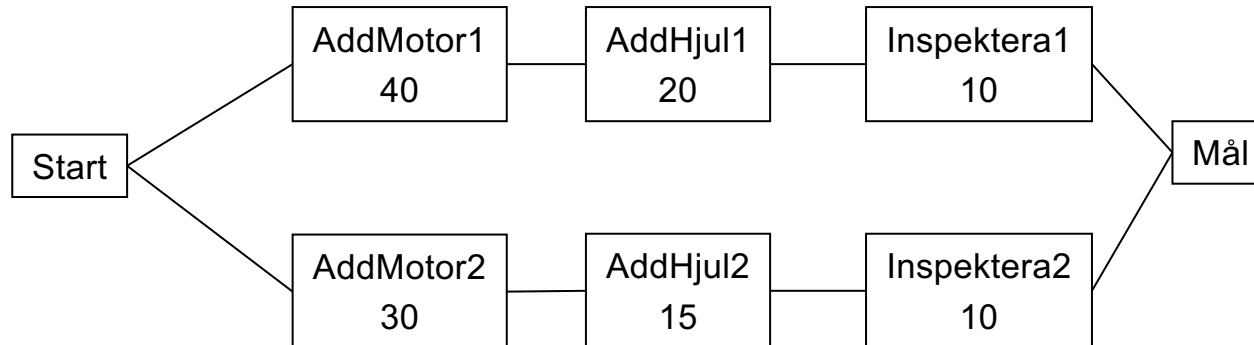 AddMotor1
40
AddHjul1
20
Inspektera1
10
Start
Mål
AddMotor2
30
AddHjul2
15
Inspektera2
10